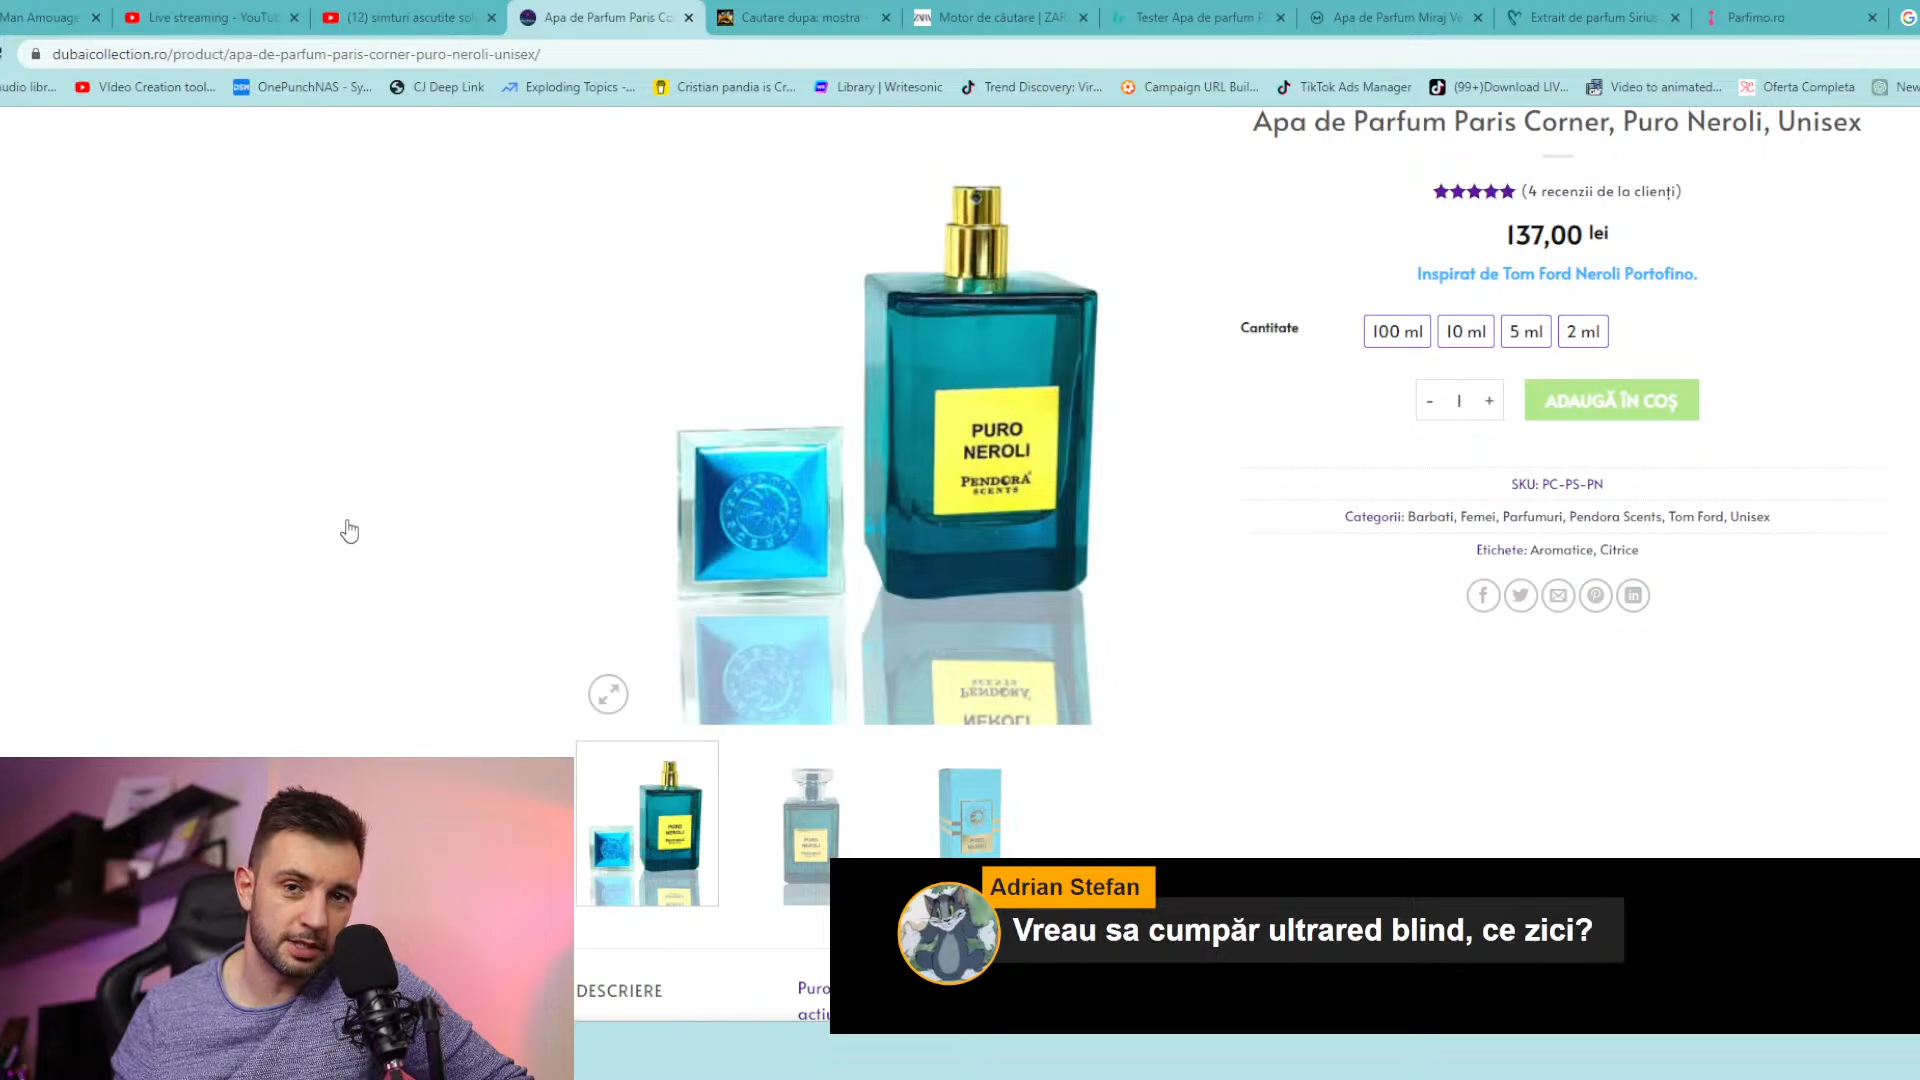 Man Amouage
Live streaming - YouTu
(12) simturi ascutite sol
Apa de Parfum Paris Co
Cautare dupa: mostra -
ZARA
Motor de căutare | ZAR
Tester Apa de parfum P
Apa de Parfum Miraj Ve
Extrait de parfum Sirius
Parfimo.ro
dubaicollection.ro/product/apa-de-parfum-paris-corner-puro-neroli-unisex/
udio libr...
VIdeo Creation tool...
DSM
OnePunchNAS - Sy...
CJ Deep Link
Exploding Topics -...
Cristian pandia is Cr...
Library | Writesonic
Trend Discovery: Vir...
Campaign URL Buil...
TikTok Ads Manager
(99+)Download LIV...
Video to animated...
Oferta Completa
New
Apa de Parfum Paris Corner, Puro Neroli, Unisex
(4 recenzii de la clienți)
137,00 lei
Inspirat de Tom Ford Neroli Portofino.
Cantitate
100 ml
10 ml
5 ml
2 ml
- 1 +
ADAUGĂ ÎN COȘ
SKU: PC-PS-PN
Categorii: Barbati, Femei, Parfumuri, Pendora Scents, Tom Ford, Unisex
Etichete: Aromatice, Citrice
PURO
NEROLI
PENDORA
SCENTS
PURO
NEROLI
Adrian Stefan
Vreau sa cumpăr ultrared blind, ce zici?
DESCRIERE
Puro
acti